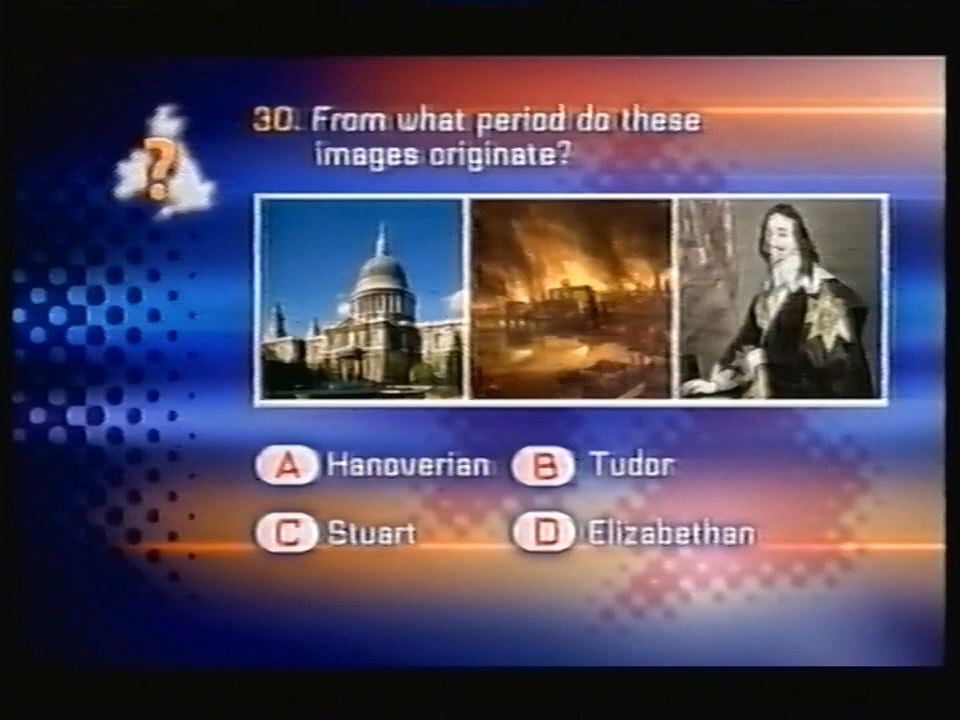 ?
30. From what period do these
images originate?
A Hanoverian B Tudor
C Stuart D Elizabethan